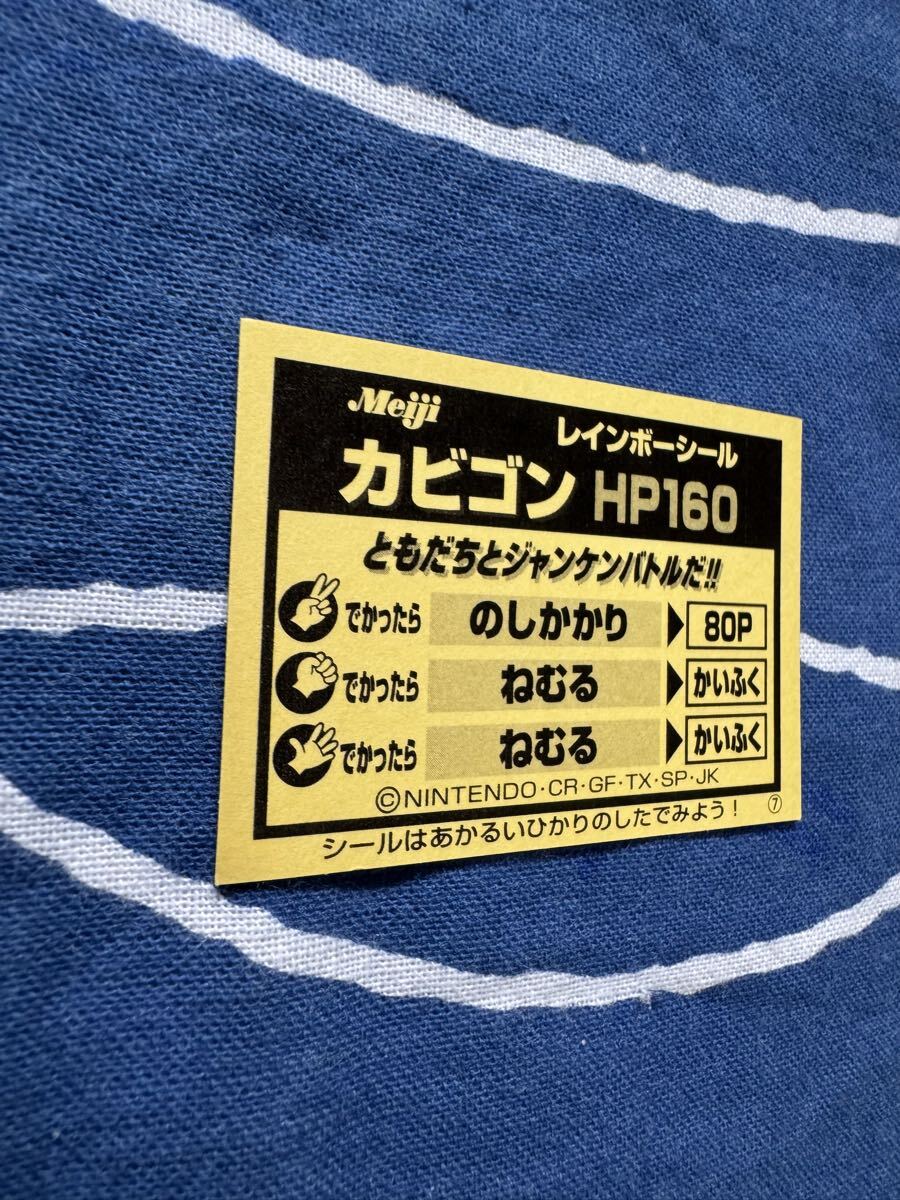 Meiji
レインボーシール
カビゴン HP160
ともだちとジャンケンバトルだ!!
でかったら のしかかり 80P
でかったら ねむる かいふく
でかったら ねむる かいふく
©NINTENDO・CR・GF・TX・SP・JK
シールはあかるいひかりのしたでみよう！ ⑦